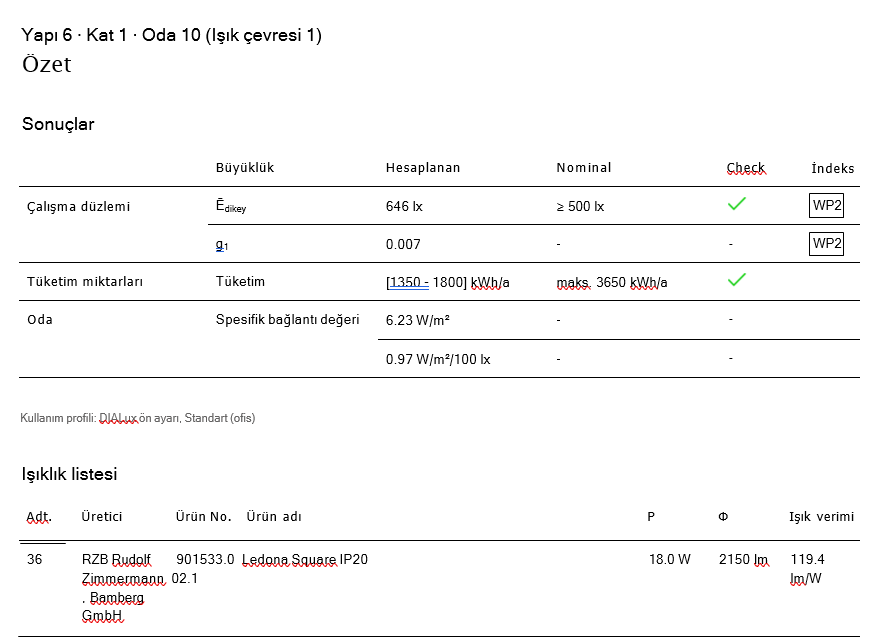 Yapı 6 · Kat 1 · Oda 10 (Işık çevresi 1)
Özet
Sonuçlar
Büyüklük Hesaplanan Nominal Check İndeks
Çalışma düzlemi Ēdikey 646 lx ≥ 500 lx ✓ WP2
g1 0.007 - - WP2
Tüketim miktarları Tüketim [1350 - 1800] kWh/a maks. 3650 kWh/a ✓
Oda Spesifik bağlantı değeri 6.23 W/m² - -
0.97 W/m²/100 lx - -
Kullanım profili: DIALux ön ayarı, Standart (ofis)
Işıklık listesi
Adt. Üretici Ürün No. Ürün adı P Φ Işık verimi
36 RZB Rudolf 901533.0 Ledona Square IP20 18.0 W 2150 lm 119.4
Zimmermann 02.1 lm/W
, Bamberg
GmbH